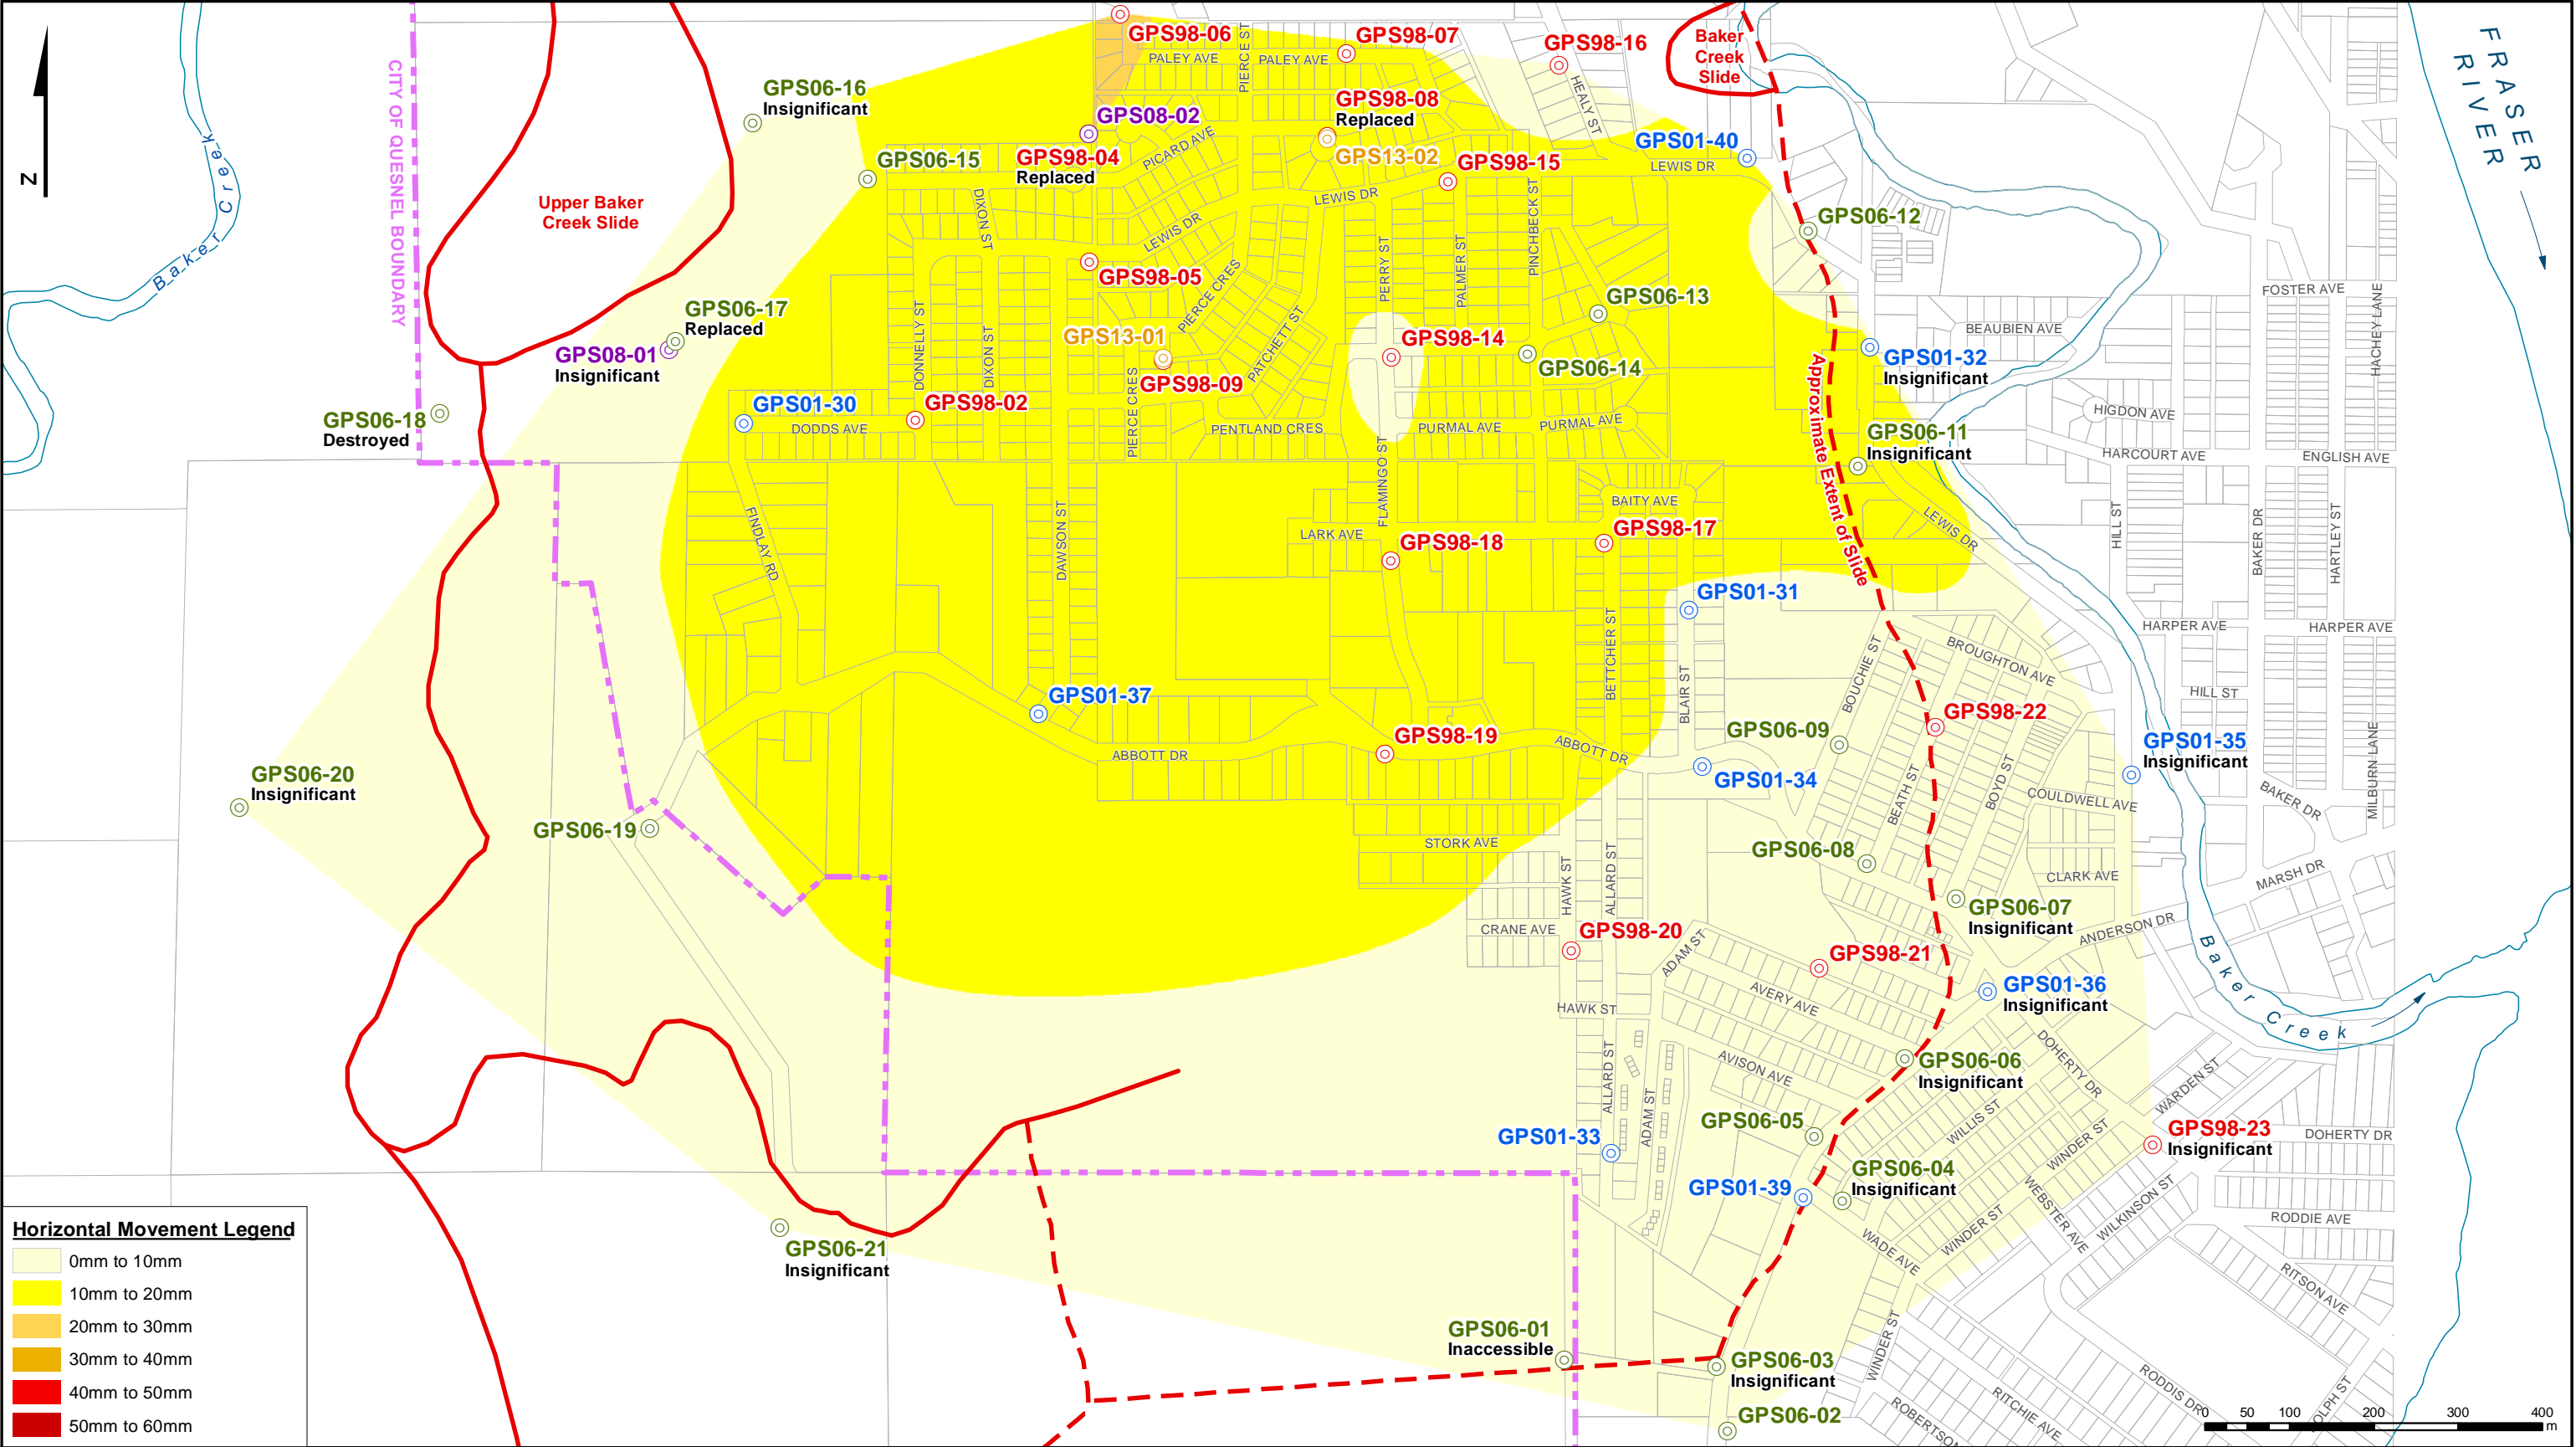 GPS98-06
GPS98-07
GPS98-16
Baker
Creek
Slide
FRASER
RIVER
PALEY AVE
PIERCE ST
PALEY AVE
CITY OF QUESNEL BOUNDARY
GPS06-16
Insignificant
GPS98-08
Replaced
HEALY ST
GPS08-02
PICARD AVE
GPS01-40
Baker Creek
GPS06-15
GPS98-04
Replaced
GPS13-02
GPS98-15
LEWIS DR
N
Upper Baker
Creek Slide
DIXON ST
LEWIS DR
LEWIS DR
PINCHBECK ST
GPS06-12
GPS98-05
PIERCE CRES
PERRY ST
PALMER ST
GPS06-13
FOSTER AVE
GPS06-17
Replaced
GPS13-01
PATCHETT ST
GPS98-14
BEAUBIEN AVE
HACHEY LANE
GPS08-01
Insignificant
DONNELLY ST
DIXON ST
GPS98-09
GPS06-14
GPS01-32
Insignificant
Approximate Extent of Slide
GPS06-18
Destroyed
GPS01-30
GPS98-02
DODDS AVE
PIERCE CRES
PENTLAND CRES
PURMAL AVE
PURMAL AVE
HIGDON AVE
GPS06-11
Insignificant
HARCOURT AVE
ENGLISH AVE
FLAMINGO ST
BAITY AVE
FINDLAY RD
DAWSON ST
LARK AVE
GPS98-18
GPS98-17
LEWIS DR
HILL ST
BAKER DR
HARTLEY ST
GPS01-31
HARPER AVE
HARPER AVE
BETTCHER ST
BLAIR ST
BOUCHIE ST
BROUGHTON AVE
HILL ST
GPS01-37
GPS98-22
GPS98-19
ABBOTT DR
ABBOTT DR
GPS06-09
GPS01-35
Insignificant
MILBURN LANE
GPS06-20
Insignificant
GPS01-34
BEATH ST
BOYD ST
COULDWELL AVE
BAKER DR
GPS06-19
STORK AVE
GPS06-08
HAWK ST
ALLARD ST
CLARK AVE
MARSH DR
GPS06-07
Insignificant
CRANE AVE
GPS98-20
ADAM ST
GPS98-21
ANDERSON DR
Baker Creek
AVERY AVE
GPS01-36
Insignificant
HAWK ST
DOHERTY DR
ALLARD ST
AVISON AVE
GPS06-06
Insignificant
WARDEN ST
ADAM ST
GPS06-05
WILLIS ST
WINDER ST
GPS01-33
GPS98-23
Insignificant
DOHERTY DR
GPS06-04
Insignificant
GPS01-39
WEBSTER AVE
WILKINSON ST
RODDIE AVE
WADE AVE
WINDER ST
GPS06-21
Insignificant
RITSON AVE
GPS06-01
Inaccessible
WINDER ST
GPS06-03
Insignificant
RODDIS DR
GPS06-02
ROBERTSON
RITCHIE AVE
OLPH ST
Horizontal Movement Legend
0mm to 10mm
10mm to 20mm
20mm to 30mm
30mm to 40mm
40mm to 50mm
50mm to 60mm
0 50 100 200 300 400
m